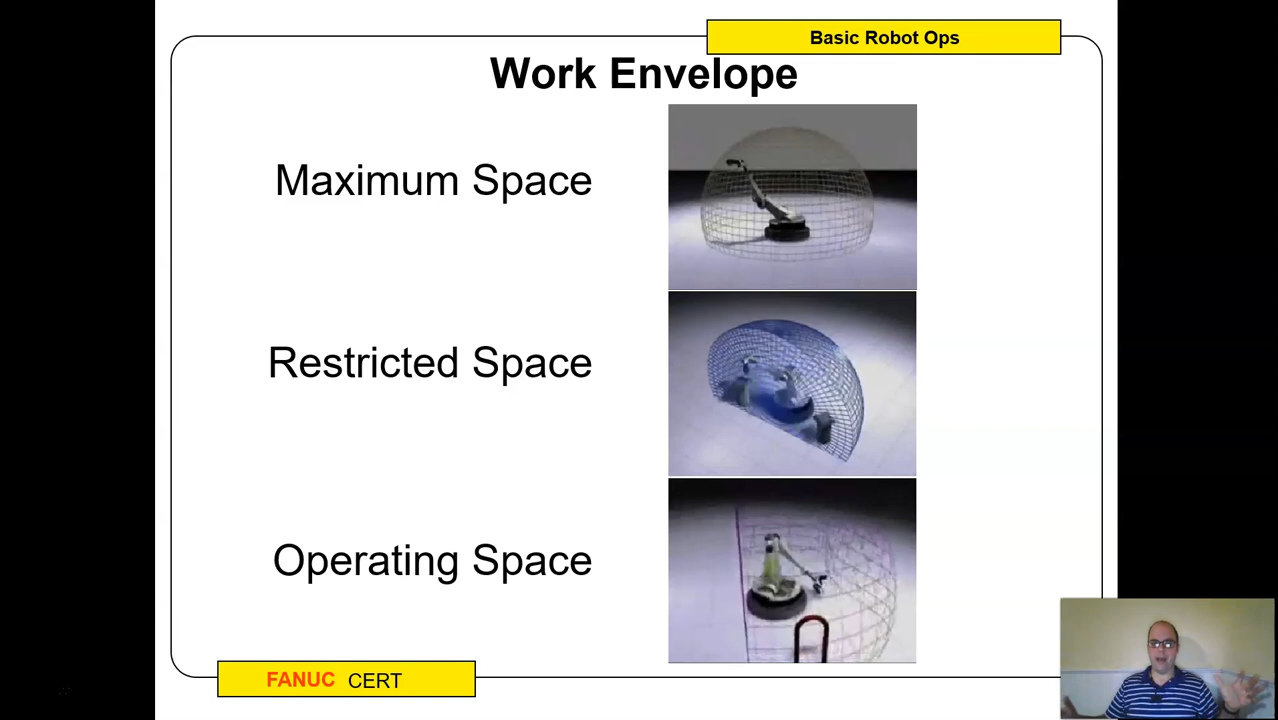 Basic Robot Ops
Work Envelope
Maximum Space
Restricted Space
Operating Space
FANUC CERT